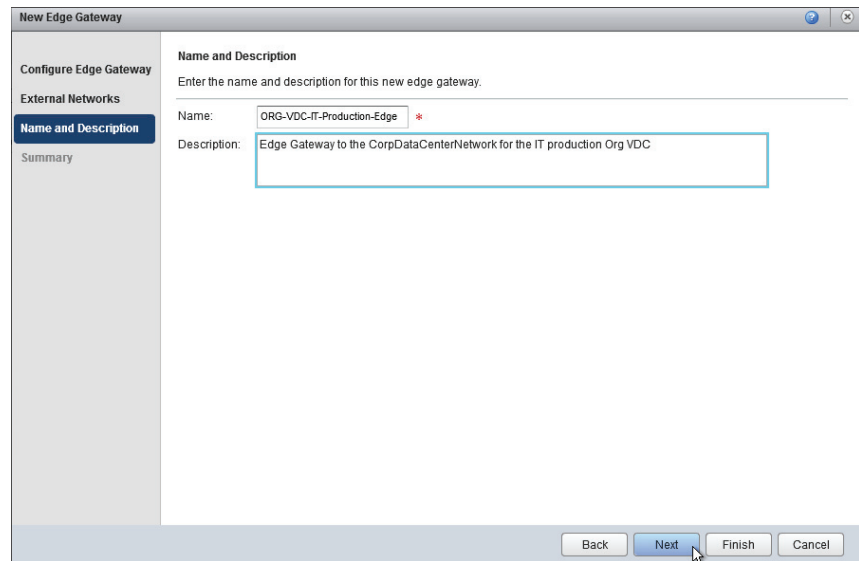 New Edge Gateway
Configure Edge Gateway
External Networks
Name and Description
Summary
Name and Description
Enter the name and description for this new edge gateway.
Name: ORG-VDC-IT-Production-Edge *
Description: Edge Gateway to the CorpDataCenterNetwork for the IT production Org VDC
Back Next Finish Cancel